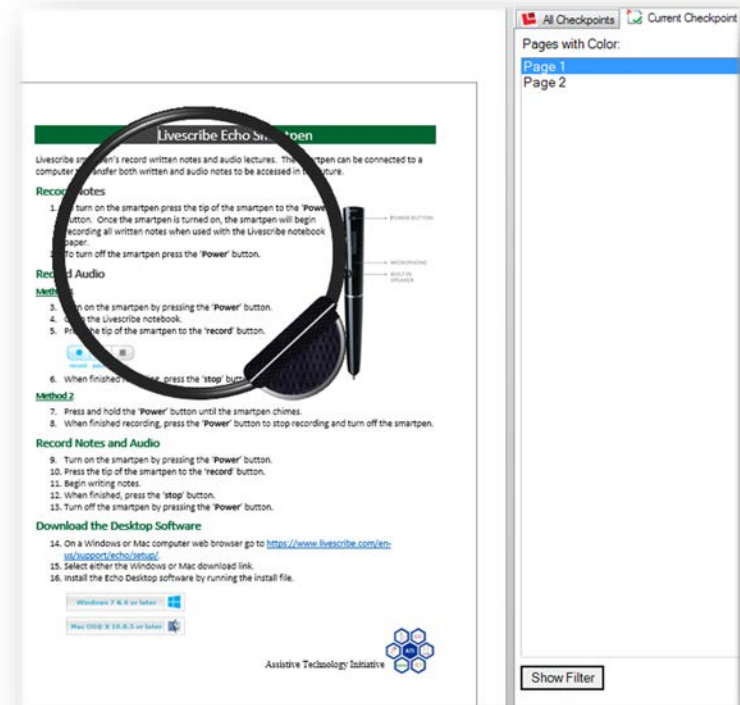 All Checkpoints Current Checkpoint
Pages with Color:
Page 1
Page 2
Livescribe Echo Smartpen
Livescribe smartpen's record written notes and audio lectures. The smartpen can be connected to a
computer to transfer both written and audio notes to be accessed in the future.
Record Notes
1. To turn on the smartpen press the tip of the smartpen to the 'Power'
button. Once the smartpen is turned on, the smartpen will begin
recording all written notes when used with the Livescribe notebook
paper.
To turn off the smartpen press the 'Power' button.
POWER BUTTON
MICROPHONE
BUILT-IN
SPEAKER
Record Audio
Method
3. Turn on the smartpen by pressing the 'Power' button.
4. the Livescribe notebook.
5. Press the tip of the smartpen to the 'record' button.
record
6. When finished recording, press the 'stop' button
Method 2
7. Press and hold the 'Power' button until the smartpen chimes.
8. When finished recording, press the 'Power' button to stop recording and turn off the smartpen.
Record Notes and Audio
9. Turn on the smartpen by pressing the 'Power' button.
10. Press the tip of the smartpen to the 'record' button.
11. Begin writing notes.
12. When finished, press the 'stop' button.
13. Turn off the smartpen by pressing the 'Power' button.
Download the Desktop Software
14. On a Windows or Mac computer web browser go to https://www.livescribe.com/en-
us/support/echo/setup/.
15. Select either the Windows or Mac download link.
16. Install the Echo Desktop software by running the install file.
Windows 7 & 8 or later
Mac OS® X 10.6.5 or later
Assistive Technology Initiative
ATI
Show Filter